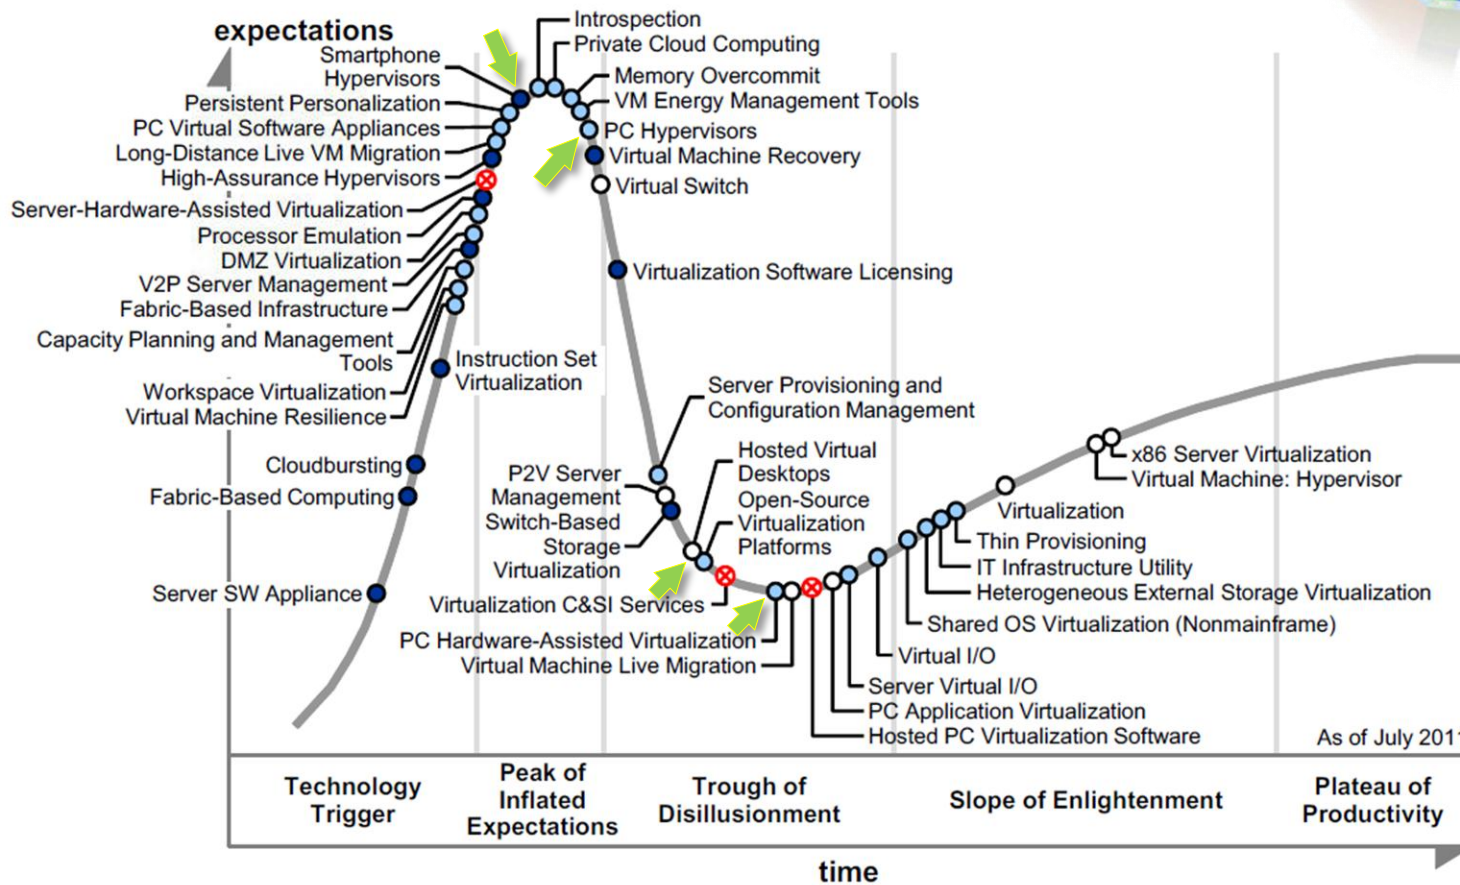 expectations
Smartphone
Hypervisors
Persistent Personalization
PC Virtual Software Appliances
Long-Distance Live VM Migration
High-Assurance Hypervisors
Server-Hardware-Assisted Virtualization
Processor Emulation
DMZ Virtualization
V2P Server Management
Fabric-Based Infrastructure
Capacity Planning and Management
Tools
Workspace Virtualization
Virtual Machine Resilience
Instruction Set
Virtualization
Cloudbursting
Fabric-Based Computing
Server SW Appliance
Introspection
Private Cloud Computing
Memory Overcommit
VM Energy Management Tools
PC Hypervisors
Virtual Machine Recovery
Virtual Switch
Virtualization Software Licensing
Server Provisioning and
Configuration Management
P2V Server
Management
Switch-Based
Storage
Virtualization
Hosted Virtual
Desktops
Open-Source
Virtualization
Platforms
Virtualization C&SI Services
PC Hardware-Assisted Virtualization
Virtual Machine Live Migration
x86 Server Virtualization
Virtual Machine: Hypervisor
Virtualization
Thin Provisioning
IT Infrastructure Utility
Heterogeneous External Storage Virtualization
Shared OS Virtualization (Nonmainframe)
Virtual I/O
Server Virtual I/O
PC Application Virtualization
Hosted PC Virtualization Software
As of July 2011
Technology
Trigger
Peak of
Inflated
Expectations
Trough of
Disillusionment
Slope of Enlightenment
Plateau of
Productivity
time